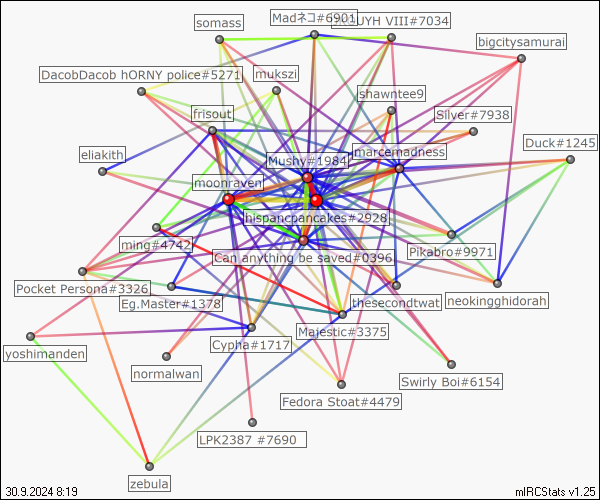 somass
Madネコ#6901
UYH VIII#7034
bigcitysamurai
DacobDacob hORNY police#5271
mukszi
shawntee9
frisout
Silver#7938
Duck#1245
eliakith
Mushy#1984
marcemadness
moonraven
hispancpancakes#2928
ming#4742
Can anything be saved#0396
Pikabro#9971
Pocket Persona#3326
Eg.Master#1378
thesecondtwat
neokingghidorah
Majestic#3375
yoshimanden
Cypha#1717
normalwan
Swirly Boi#6154
Fedora Stoat#4479
LPK2387 #7690
zebula
30.9.2024 8:19
mIRCStats v1.25